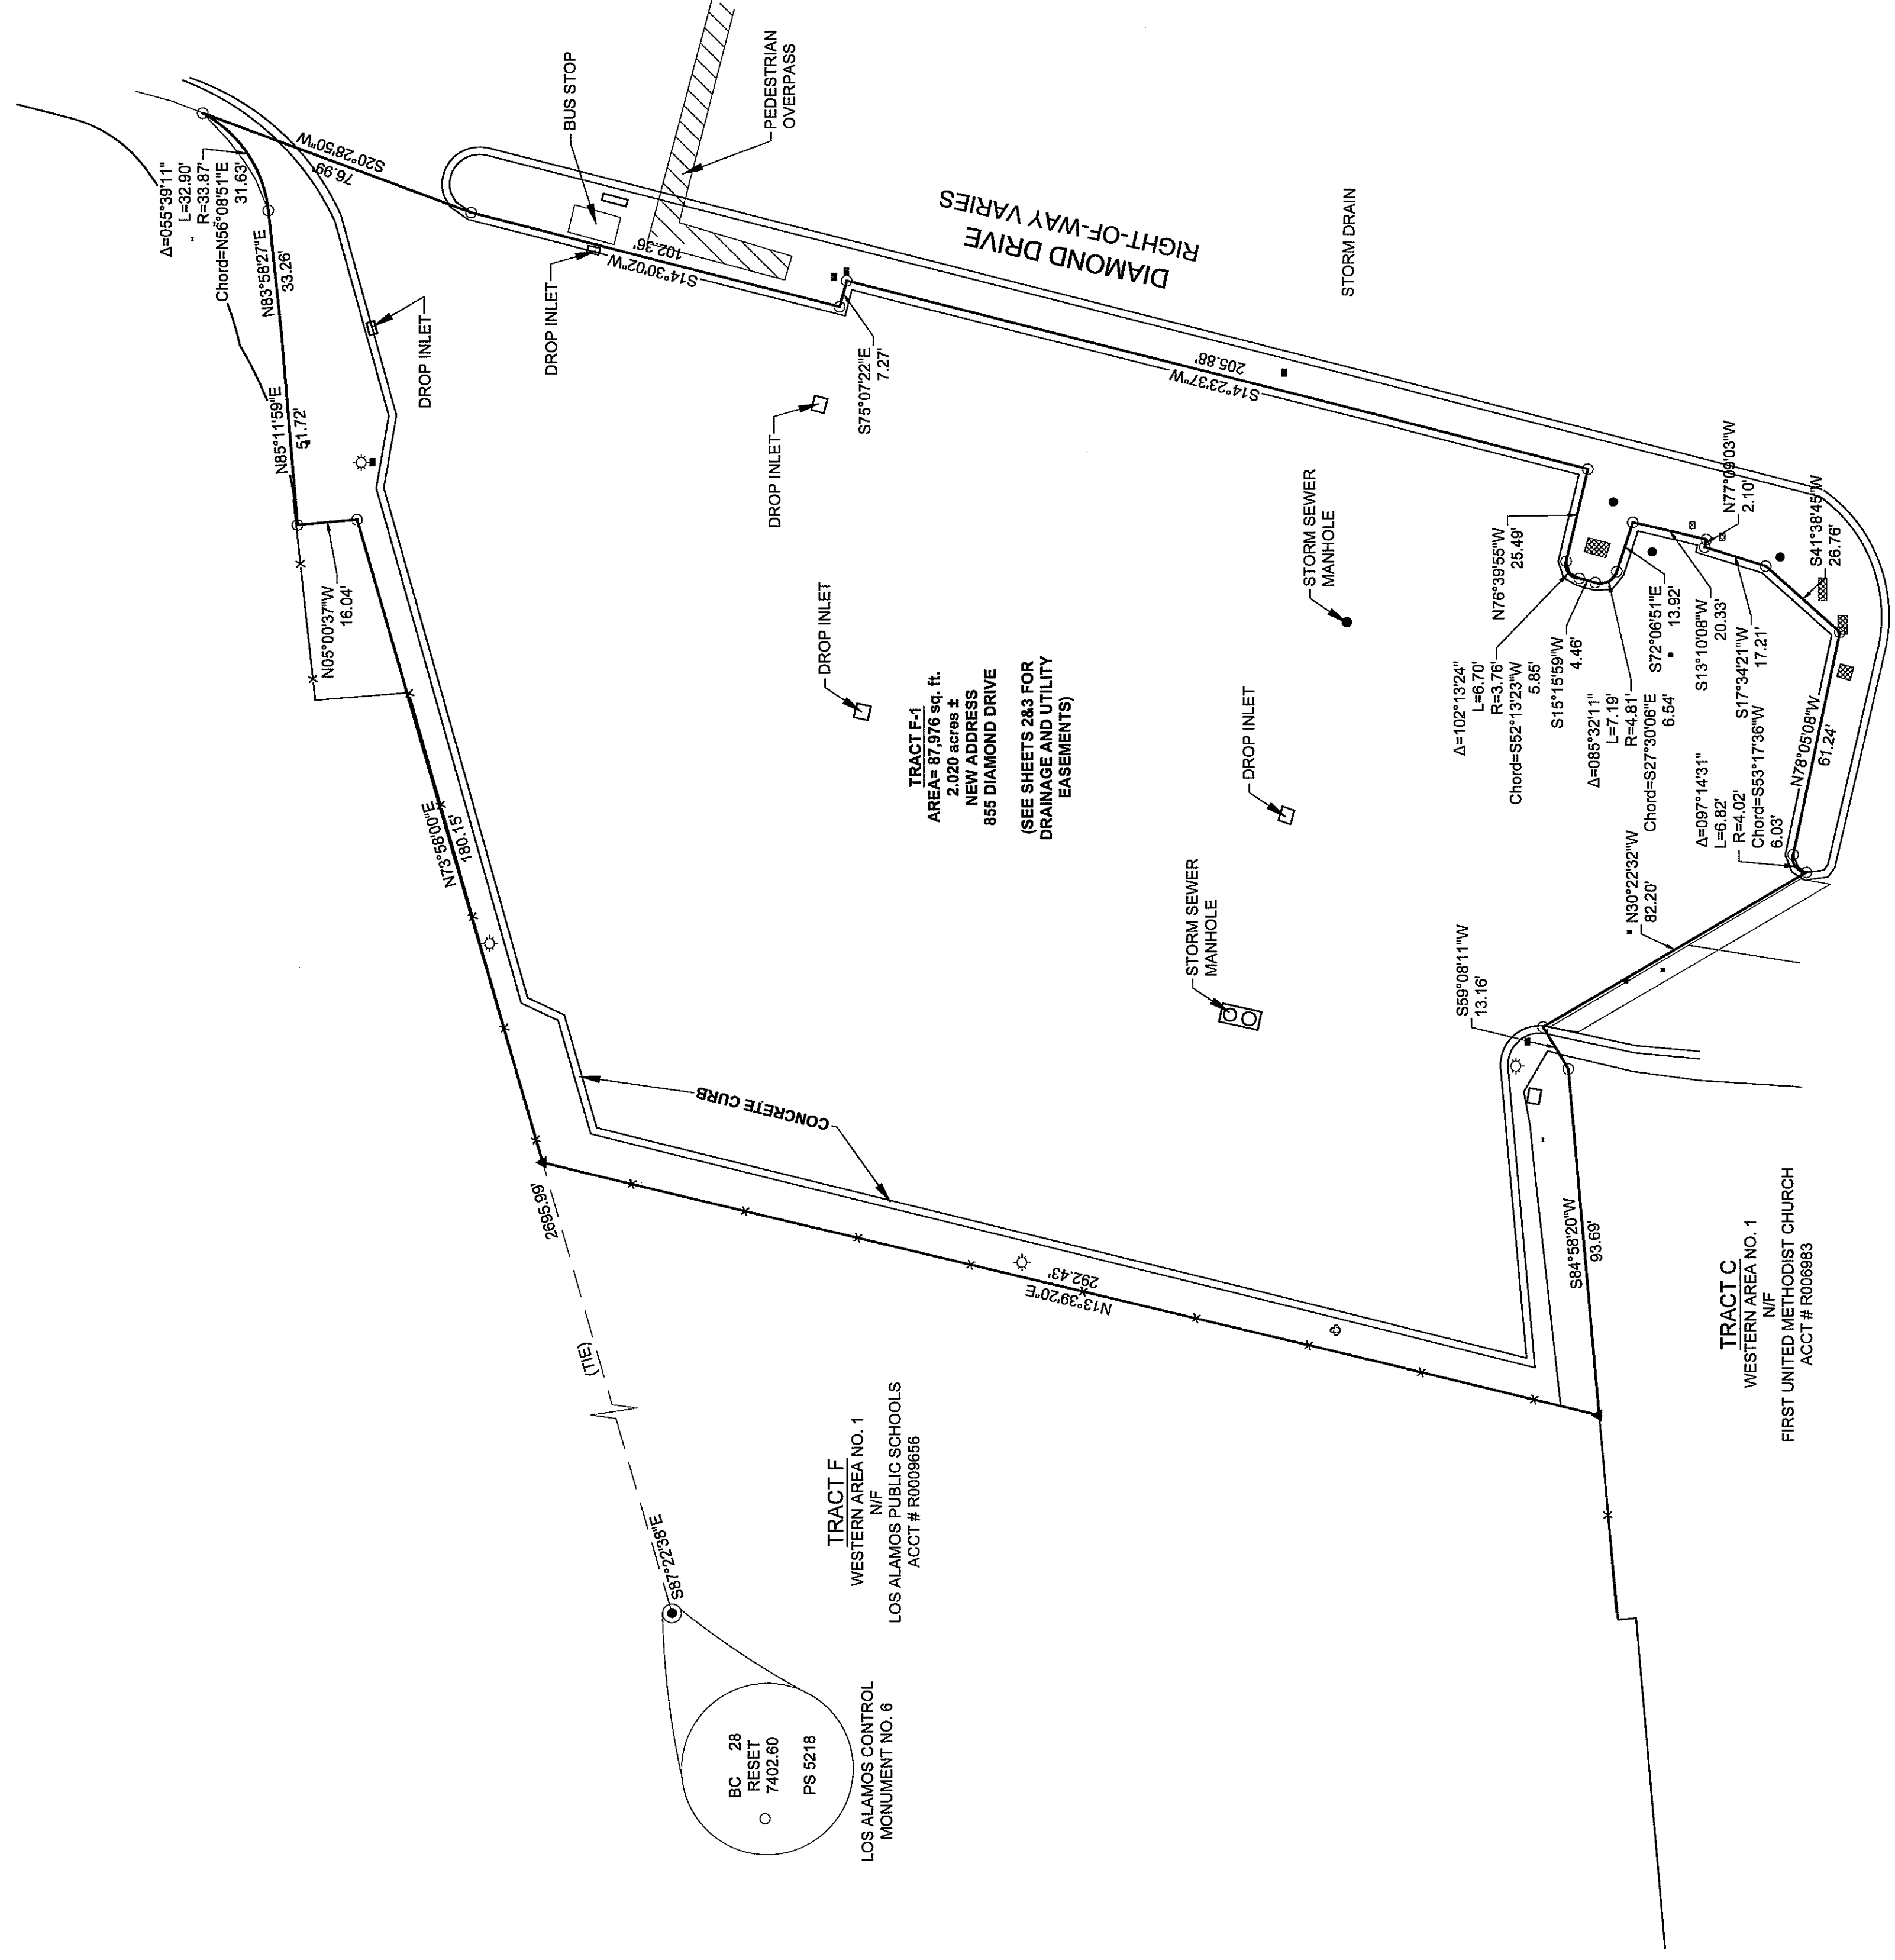 Δ=055°39'11"
L=32.90'
R=33.87'
Chord=N56°08'51"E
31.63'
N83°58'27"E
33.26'
N85°11'59"E
51.72'
N05°00'37"W
16.04'
S20°28'50"W
76.99'
BUS STOP
PEDESTRIAN
OVERPASS
DROP INLET
DROP INLET
S14°30'02"W
102.36'
S75°07'22"E
7.27'
DIAMOND DRIVE
RIGHT-OF-WAY VARIES
STORM DRAIN
S14°23'37"W
205.88'
DROP INLET
DROP INLET
STORM SEWER
MANHOLE
TRACT F-1
AREA= 87,976 sq. ft.
2.020 acres ±
NEW ADDRESS
855 DIAMOND DRIVE
(SEE SHEETS 2&3 FOR
DRAINAGE AND UTILITY
EASEMENTS)
DROP INLET
STORM SEWER
MANHOLE
N76°39'55"W
25.49'
Δ=102°13'24"
L=6.70'
R=3.76'
Chord=S52°13'23"W
5.85'
S15°15'59"W
4.46'
Δ=085°32'11"
L=7.19'
R=4.81'
Chord=S27°30'06"E
6.54'
S72°06'51"E
13.92'
S13°10'08"W
20.33'
N77°09'03"W
2.10'
S17°34'21"W
17.21'
S41°38'45"W
26.76'
N78°05'08"W
61.24'
Δ=097°14'31"
L=6.82'
R=4.02'
Chord=S53°17'36"W
6.03'
N30°22'32"W
82.20'
S59°08'11"W
13.16'
S84°58'20"W
93.69'
N73°58'00"E
180.15'
CONCRETE CURB
N13°39'20"E
292.43'
2695.99'
(TIE)
S87°22'38"E
TRACT F
WESTERN AREA NO. 1
N/F
LOS ALAMOS PUBLIC SCHOOLS
ACCT # R0009656
TRACT C
WESTERN AREA NO. 1
N/F
FIRST UNITED METHODIST CHURCH
ACCT # R006983
BC 28
RESET
7402.60
PS 5218
LOS ALAMOS CONTROL
MONUMENT NO. 6